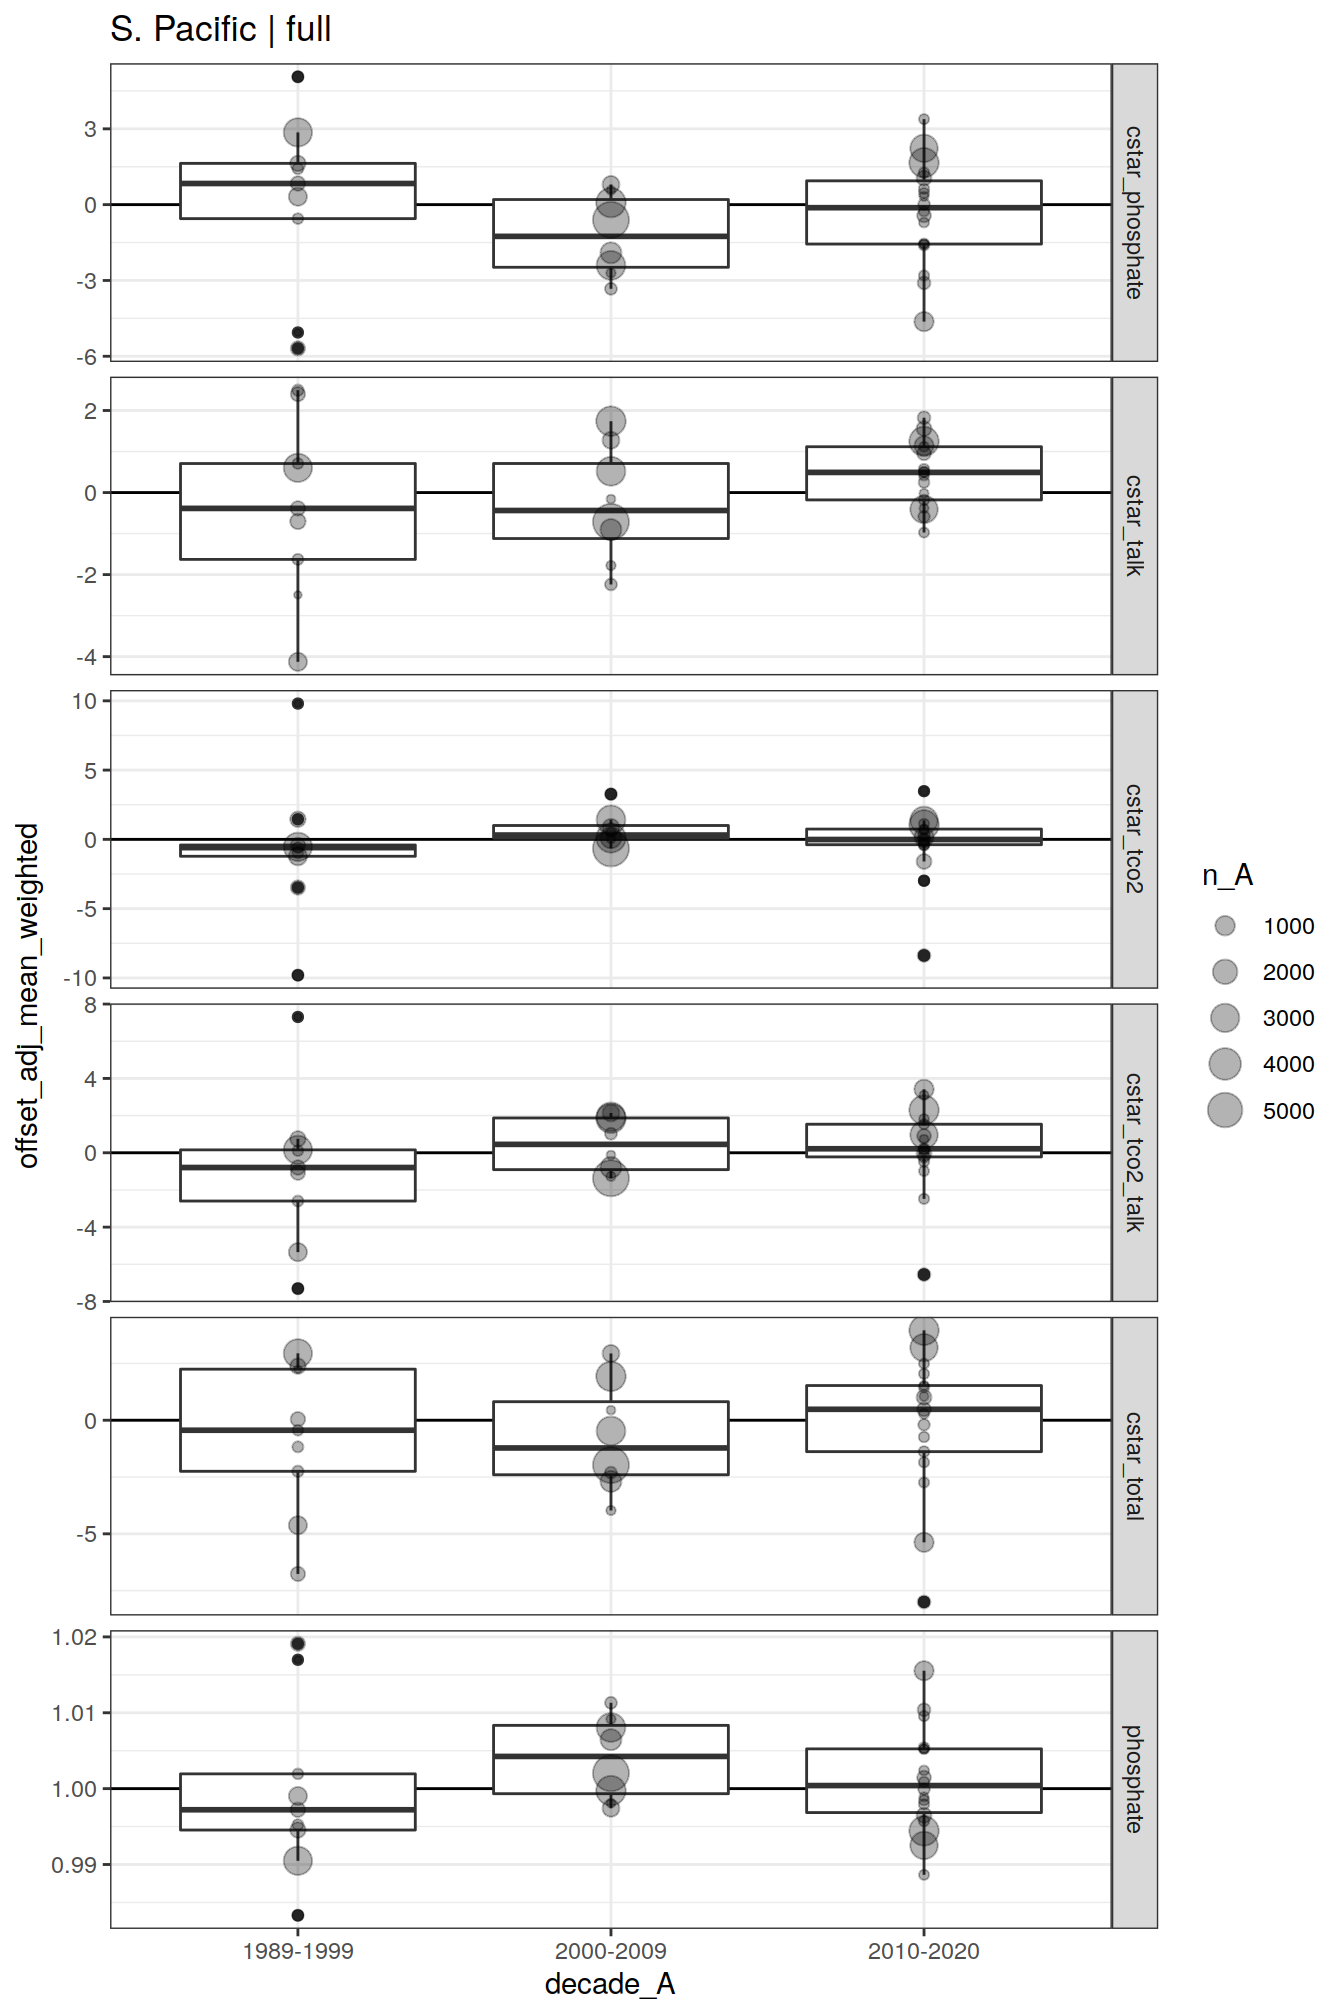 S. Pacific | full
3
0
-3
-6
cstar_phosphate
2
0
-2
-4
cstar_talk
10
5
0
-5
-10
cstar_tco2
8
4
0
-4
-8
cstar_tco2_talk
0
-5
cstar_total
1.02
1.01
1.00
0.99
phosphate
offset_adj_mean_weighted
1989-1999 2000-2009 2010-2020
decade_A
n_A
1000
2000
3000
4000
5000